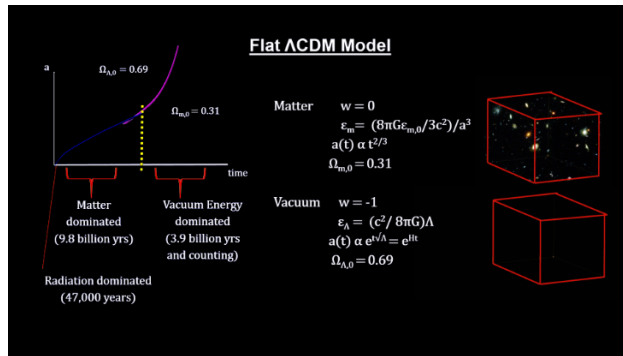 Flat ΛCDM Model
a
Ω_Λ,0 = 0.69
Ω_m,0 = 0.31
time
Matter
dominated
(9.8 billion yrs)
Vacuum Energy
dominated
(3.9 billion yrs
and counting)
Radiation dominated
(47,000 years)
Matter w = 0
ε_m = (8πGε_m,0/3c²)/a³
a(t) α t^2/3
Ω_m,0 = 0.31
Vacuum w = -1
ε_Λ = (c²/ 8πG)Λ
a(t) α e^t√Λ = e^Ht
Ω_Λ,0 = 0.69